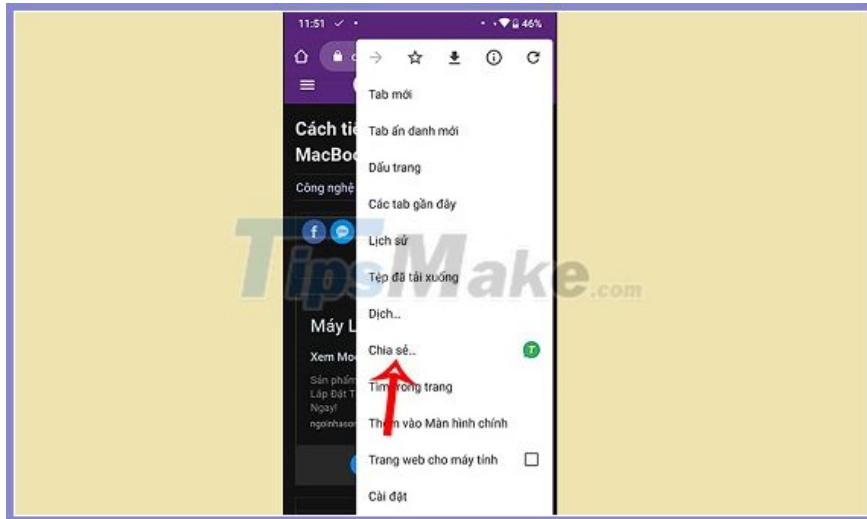 11:51
46%
Tab mới
Cách ti
Tab ẩn danh mới
MacBoo
Dấu trang
Công nghệ
Các tab gần đây
Lịch sử
TipsMake.com
Tệp đã tải xuống
Dịch...
Máy L
Chia sẻ...
Xem Mo
Sản phẩm
Tìm trong trang
Lắp Đặt T
Ngay!
ngoinhason
Thêm vào Màn hình chính
Trang web cho máy tính
Cài đặt